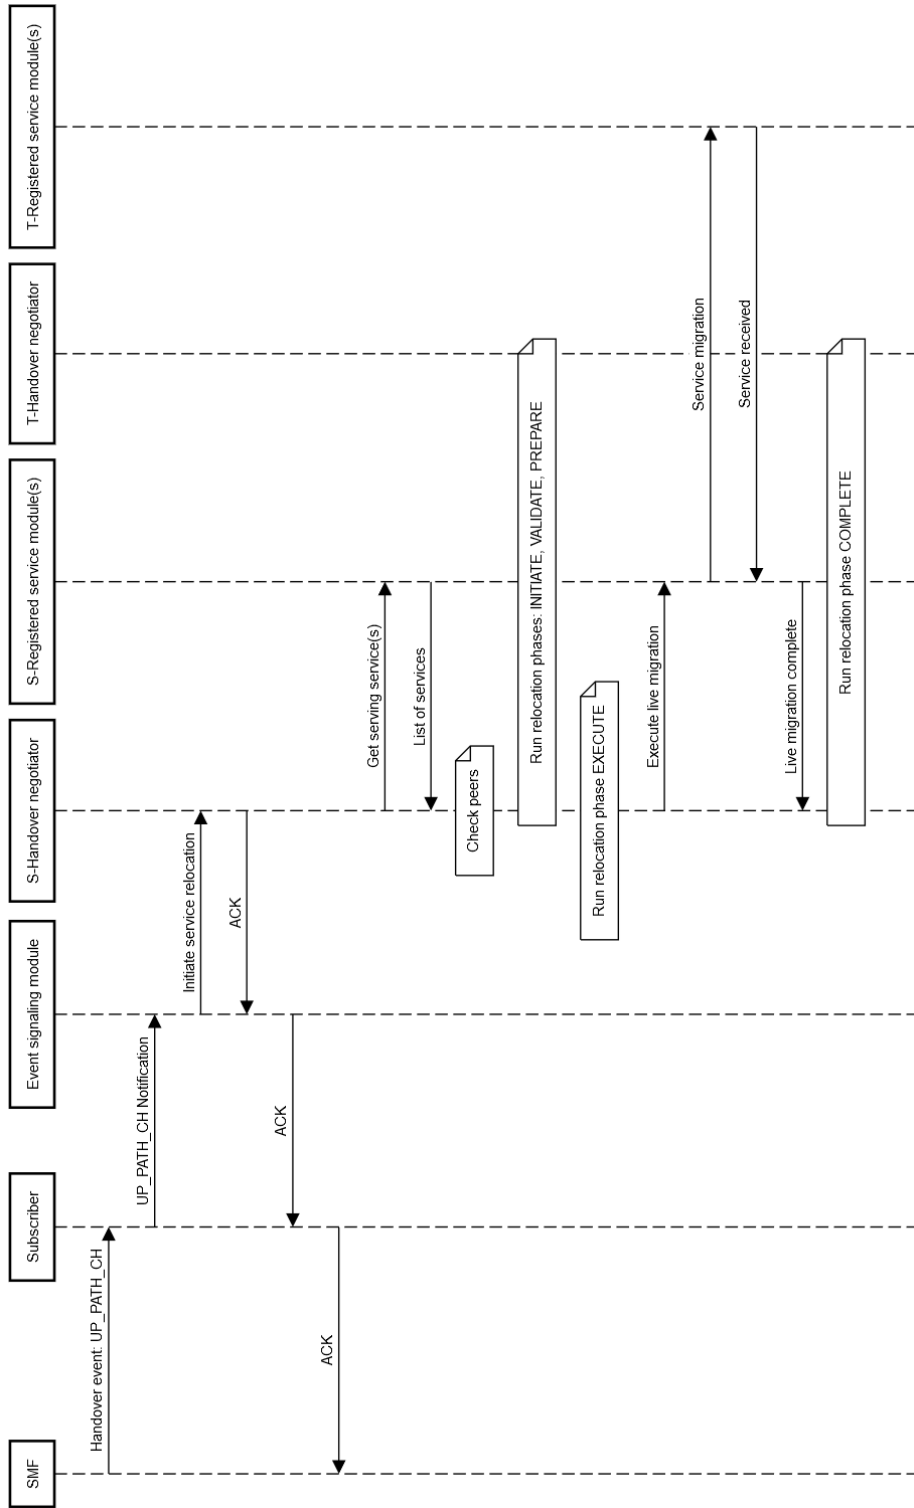 SMF
Subscriber
Event signaling module
S-Handover negotiator
S-Registered service module(s)
T-Handover negotiator
T-Registered service module(s)
Handover event: UP_PATH_CH
UP_PATH_CH Notification
Initiate service relocation
ACK
ACK
ACK
Get serving service(s)
List of services
Check peers
Run relocation phases: INITIATE, VALIDATE, PREPARE
Run relocation phase EXECUTE
Execute live migration
Service migration
Service received
Live migration complete
Run relocation phase COMPLETE